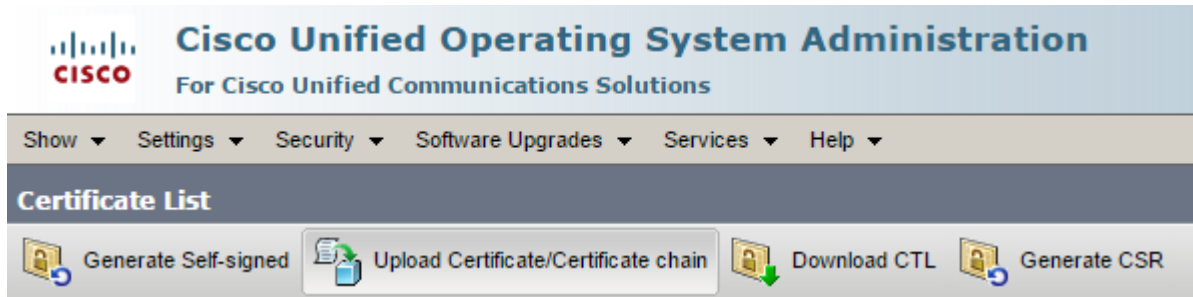 CISCO
Cisco Unified Operating System Administration
For Cisco Unified Communications Solutions
Show Settings Security Software Upgrades Services Help
Certificate List
Generate Self-signed Upload Certificate/Certificate chain Download CTL Generate CSR